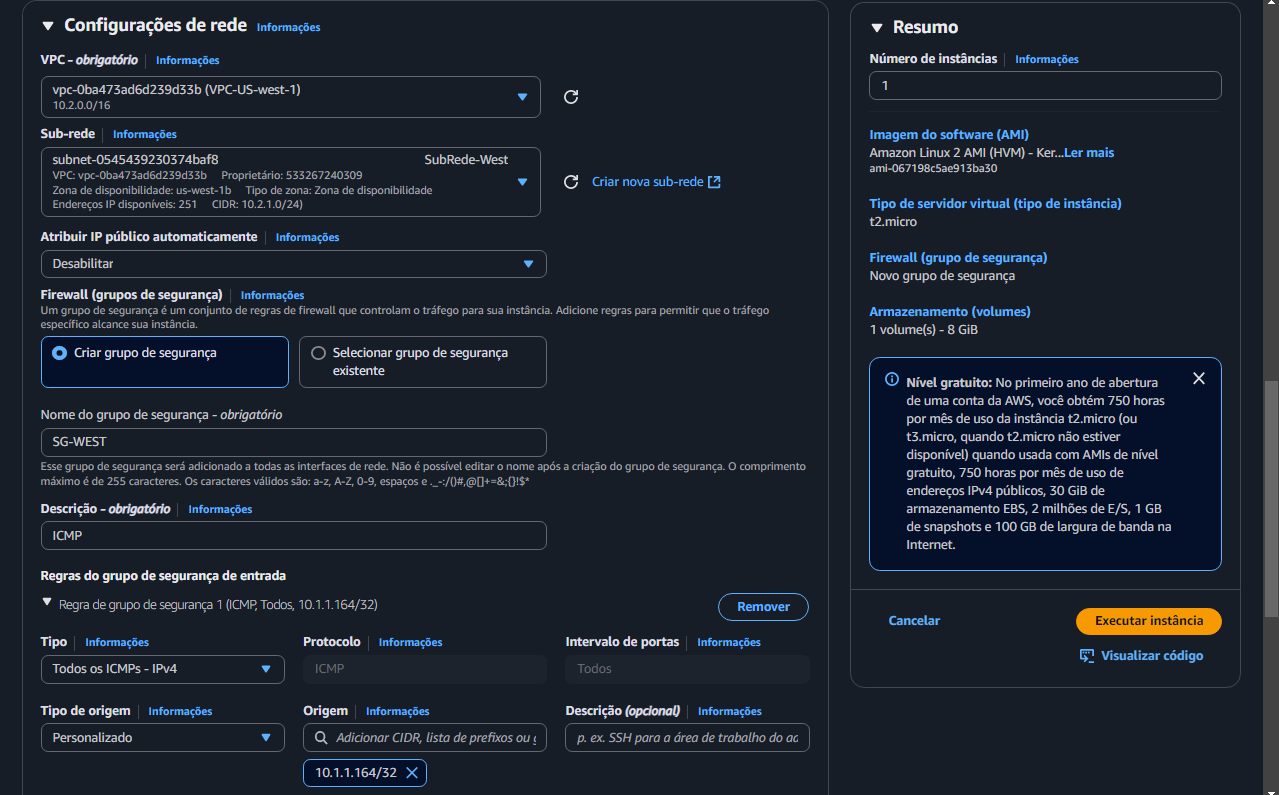 Configurações de rede Informações
VPC - obrigatório Informações
vpc-0ba473ad6d239d33b (VPC-US-west-1)
10.2.0.0/16
Sub-rede Informações
subnet-0545439230374baf8 SubRede-West
VPC: vpc-0ba473ad6d239d33b Proprietário: 533267240309
Zona de disponibilidade: us-west-1b Tipo de zona: Zona de disponibilidade
Endereços IP disponíveis: 251 CIDR: 10.2.1.0/24)
Criar nova sub-rede
Atribuir IP público automaticamente Informações
Desabilitar
Firewall (grupos de segurança) Informações
Um grupo de segurança é um conjunto de regras de firewall que controlam o tráfego para sua instância. Adicione regras para permitir que o tráfego
específico alcance sua instância.
Criar grupo de segurança
Selecionar grupo de segurança
existente
Nome do grupo de segurança - obrigatório
SG-WEST
Esse grupo de segurança será adicionado a todas as interfaces de rede. Não é possível editar o nome após a criação do grupo de segurança. O comprimento
máximo é de 255 caracteres. Os caracteres válidos são: a-z, A-Z, 0-9, espaços e ._-:/()#,@[]+=&;{}!$*
Descrição - obrigatório Informações
ICMP
Regras do grupo de segurança de entrada
Regra de grupo de segurança 1 (ICMP, Todos, 10.1.1.164/32)
Remover
Tipo Informações
Protocolo Informações
Intervalo de portas Informações
Todos os ICMPs - IPv4
ICMP
Todos
Tipo de origem Informações
Origem Informações
Descrição (opcional) Informações
Personalizado
Adicionar CIDR, lista de prefixos ou
p. ex. SSH para a área de trabalho do
10.1.1.164/32
Resumo
Número de instâncias Informações
1
Imagem do software (AMI)
Amazon Linux 2 AMI (HVM) - Ker...Ler mais
ami-067198c5ae913ba30
Tipo de servidor virtual (tipo de instância)
t2.micro
Firewall (grupo de segurança)
Novo grupo de segurança
Armazenamento (volumes)
1 volume(s) - 8 GiB
Nível gratuito: No primeiro ano de abertura
de uma conta da AWS, você obtém 750 horas
por mês de uso da instância t2.micro (ou
t3.micro, quando t2.micro não estiver
disponível) quando usada com AMIs de nível
gratuito, 750 horas por mês de uso de
endereços IPv4 públicos, 30 GiB de
armazenamento EBS, 2 milhões de E/S, 1 GB
de snapshots e 100 GB de largura de banda na
Internet.
Cancelar
Executar instância
Visualizar código